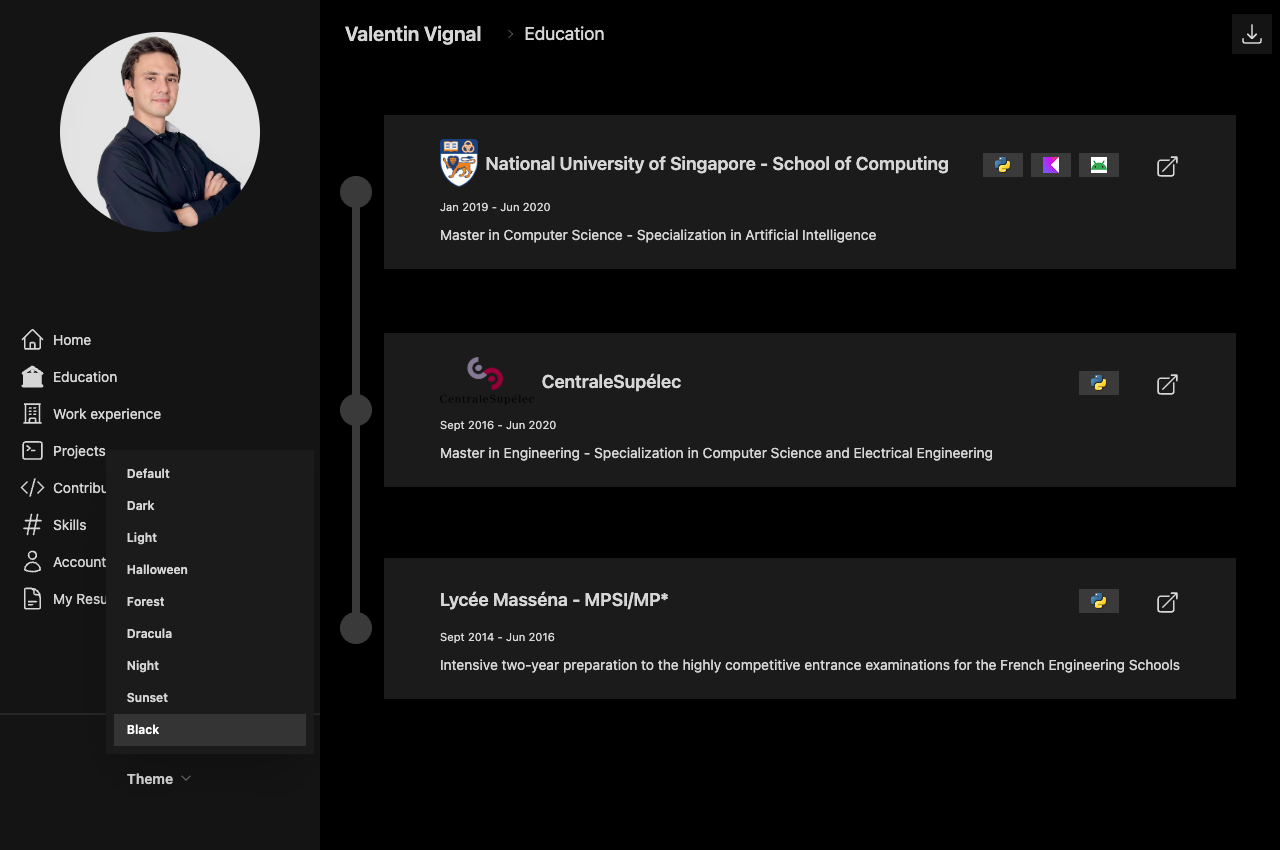 Valentin Vignal
Education
Home
Education
Work experience
Projects
Contribu
Skills
Account
My Resu
Default
Dark
Light
Halloween
Forest
Dracula
Night
Sunset
Black
Theme
National University of Singapore - School of Computing
Jan 2019 - Jun 2020
Master in Computer Science - Specialization in Artificial Intelligence
CentraleSupélec
CentraleSupélec
Sept 2016 - Jun 2020
Master in Engineering - Specialization in Computer Science and Electrical Engineering
Lycée Masséna - MPSI/MP*
Sept 2014 - Jun 2016
Intensive two-year preparation to the highly competitive entrance examinations for the French Engineering Schools